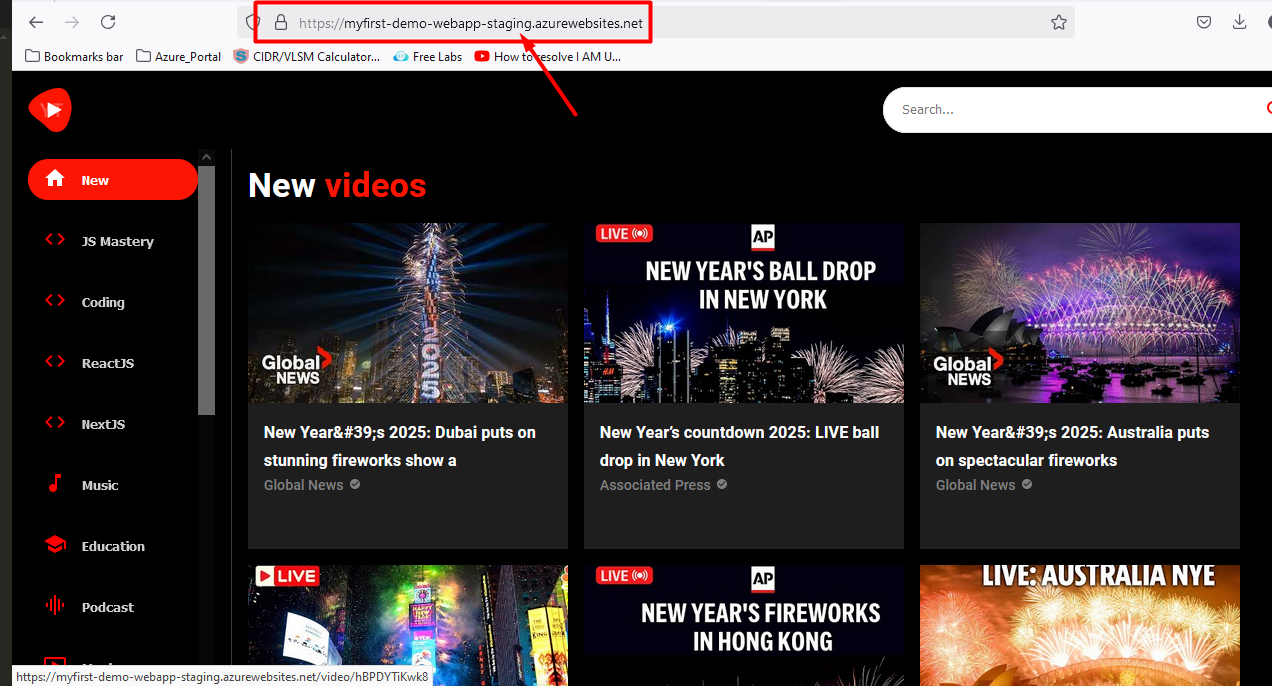 https://myfirst-demo-webapp-staging.azurewebsites.net
Bookmarks bar Azure_Portal CIDR/VLSM Calculator... Free Labs How to resolve I AM U...
Search...
New
JS Mastery
Coding
ReactJS
NextJS
Music
Education
Podcast
New videos
2025
Global NEWS
New Year&#39;s 2025: Dubai puts on
stunning fireworks show a
Global News
LIVE
AP
NEW YEAR'S BALL DROP
IN NEW YORK
H&M
New Year’s countdown 2025: LIVE ball
drop in New York
Associated Press
Global NEWS
New Year&#39;s 2025: Australia puts
on spectacular fireworks
Global News
LIVE
HAPPY
NEW
YEAR
LIVE
AP
NEW YEAR'S FIREWORKS
IN HONG KONG
LIVE: AUSTRALIA NYE
https://myfirst-demo-webapp-staging.azurewebsites.net/video/hBPDYTiKwk8